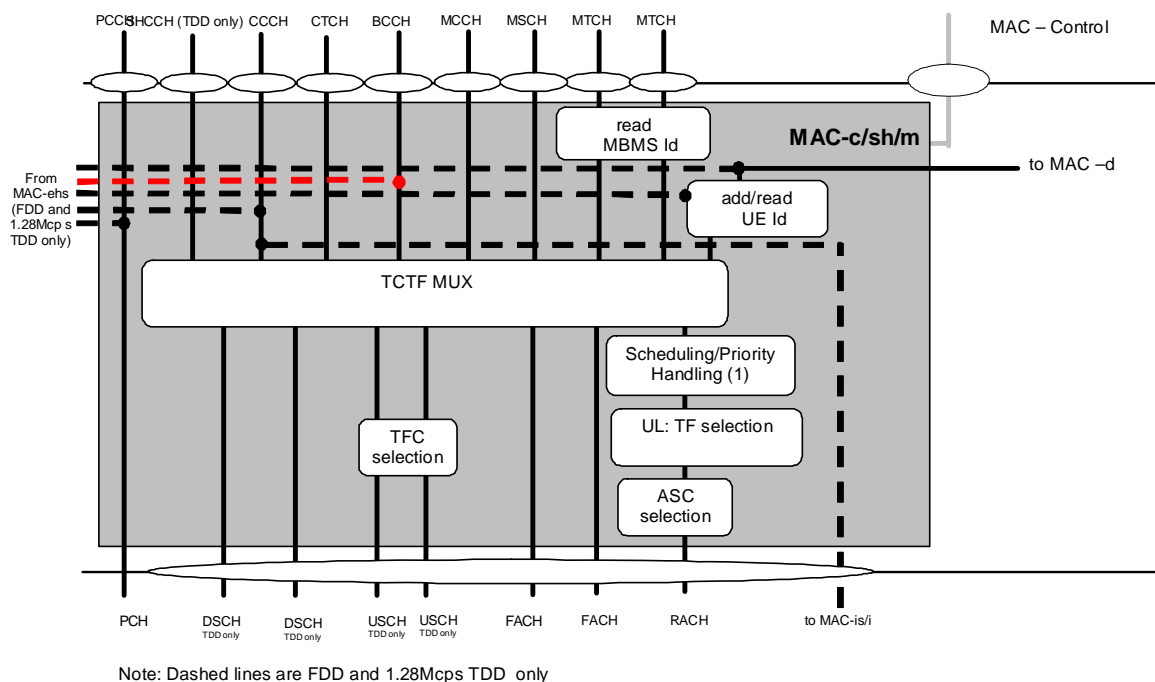 PCCH SHCCH (TDD only) CCCH CTCH BCCH MCCH MSCH MTCH MTCH
MAC – Control
read
MBMS Id
MAC-c/sh/m
to MAC –d
From
MAC-ehs
(FDD and
1.28Mcp s
TDD only)
add/read
UE Id
TCTF MUX
Scheduling/Priority
Handling (1)
UL: TF selection
TFC
selection
ASC
selection
PCH DSCH DSCH USCH USCH FACH FACH RACH to MAC-is/i
TDD only TDD only TDD only TDD only
Note: Dashed lines are FDD and 1.28Mcps TDD only